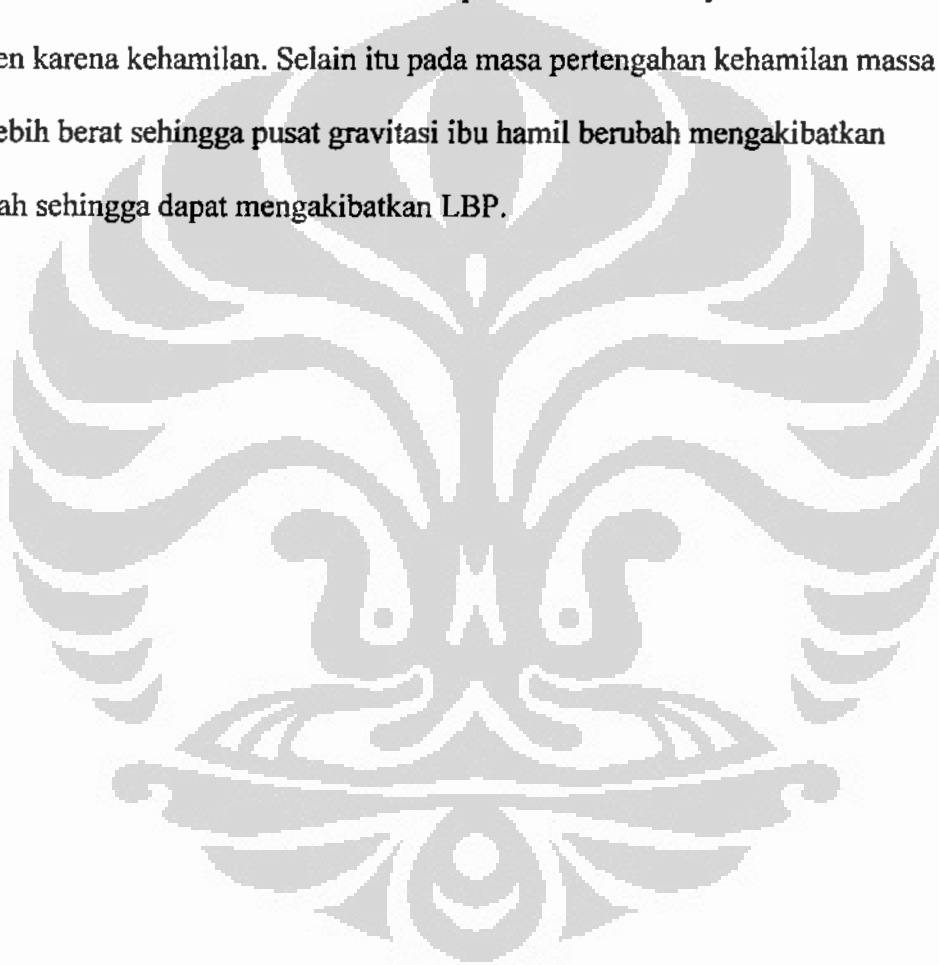 en karena kehamilan. Selain itu pada masa pertengahan kehamilan massa
ebih berat sehingga pusat gravitasi ibu hamil berubah mengakibatkan
ah sehingga dapat mengakibatkan LBP.